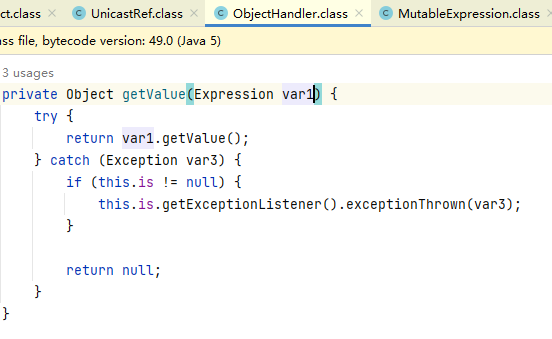 ct.class × UnicastRef.class × ObjectHandler.class × MutableExpression.class ×
ss file, bytecode version: 49.0 (Java 5)
3 usages
private Object getValue(Expression var1) {
    try {
        return var1.getValue();
    } catch (Exception var3) {
        if (this.is != null) {
            this.is.getExceptionListener().exceptionThrown(var3);
        }

        return null;
    }
}